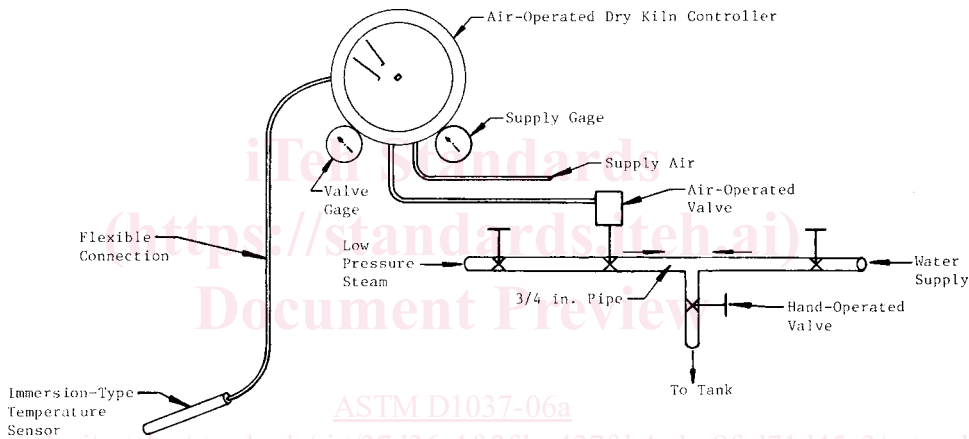 Air-Operated Dry Kiln Controller
Supply Gage
Supply Air
Valve
Gage
Air-Operated
Valve
Flexible
Connection
Low
Pressure
Steam
Water
Supply
3/4 in. Pipe
Hand-Operated
Valve
To Tank
Immersion-Type
Temperature
Sensor
iTeh Standards
(https://standards.iteh.ai)
Document Preview
ASTM D1037-06a